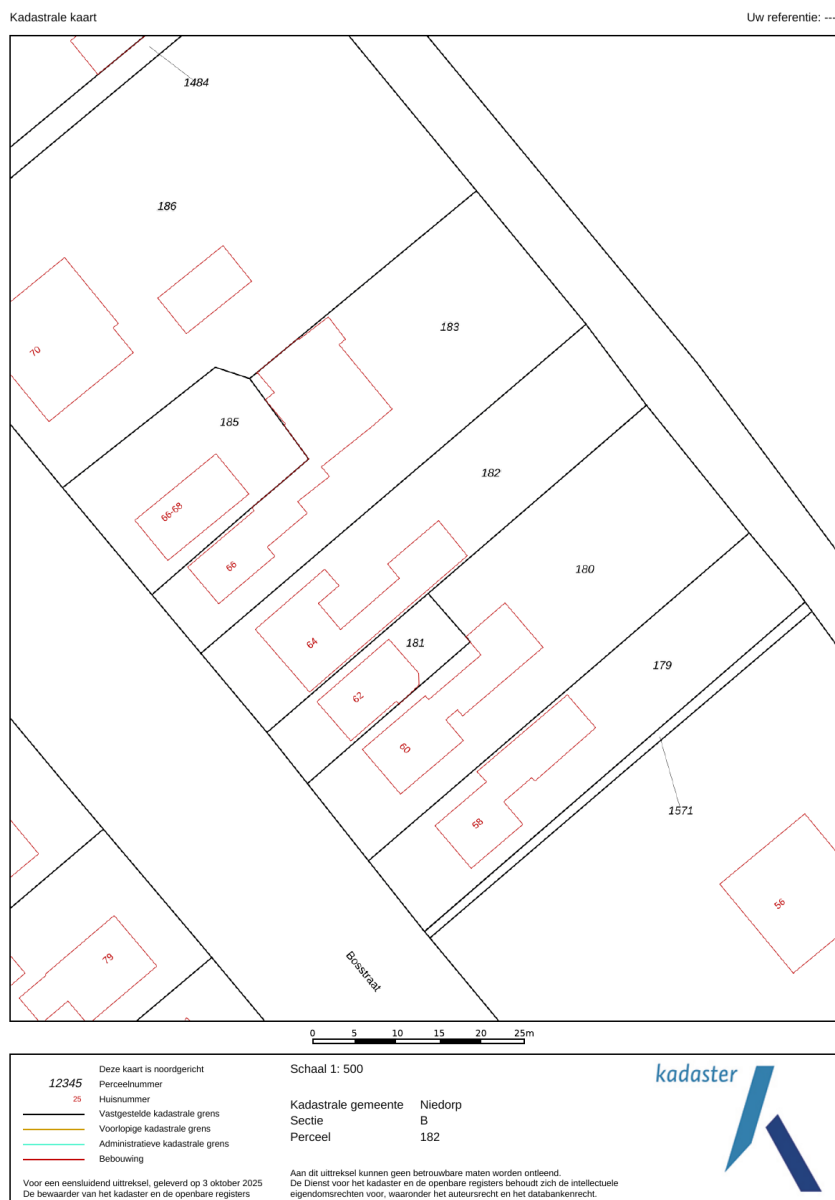 Kadastrale kaart
Uw referentie: ---
1484
186
70
183
185
66-68
66
182
64
180
181
62
60
179
58
1571
56
79
Bosstraat
0 5 10 15 20 25m
Deze kaart is noordgericht
12345 Perceelnummer
25 Huisnummer
Vastgestelde kadastrale grens
Voorlopige kadastrale grens
Administratieve kadastrale grens
Bebouwing
Voor een eensluidend uittreksel, geleverd op 3 oktober 2025
De bewaarder van het kadaster en de openbare registers
Schaal 1: 500
Kadastrale gemeente Niedorp
Sectie B
Perceel 182
Aan dit uittreksel kunnen geen betrouwbare maten worden ontleend.
De Dienst voor het kadaster en de openbare registers behoudt zich de intellectuele
eigendomsrechten voor, waaronder het auteursrecht en het databankenrecht.
kadaster